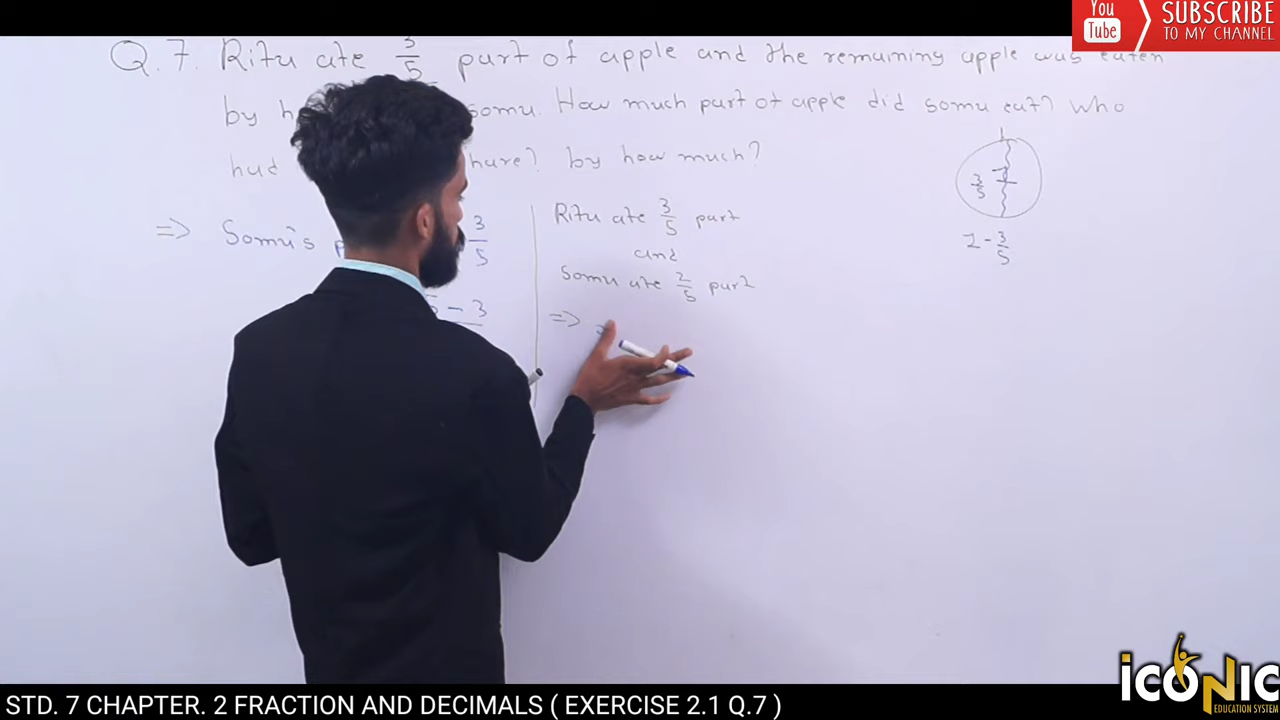 You Tube
SUBSCRIBE
TO MY CHANNEL
Q.7. Ritu ate 3/5 part of apple and the remaining apple was eaten
by somu. How much part of apple did somu eat? Who
had by how much?
=> Somu's 3/5
5 - 3
Ritu ate 3/5 part
and
Somu ate 2/5 part
=>
3/5
1 - 3/5
ICONIC
EDUCATION SYSTEM
STD. 7 CHAPTER. 2 FRACTION AND DECIMALS ( EXERCISE 2.1 Q.7 )